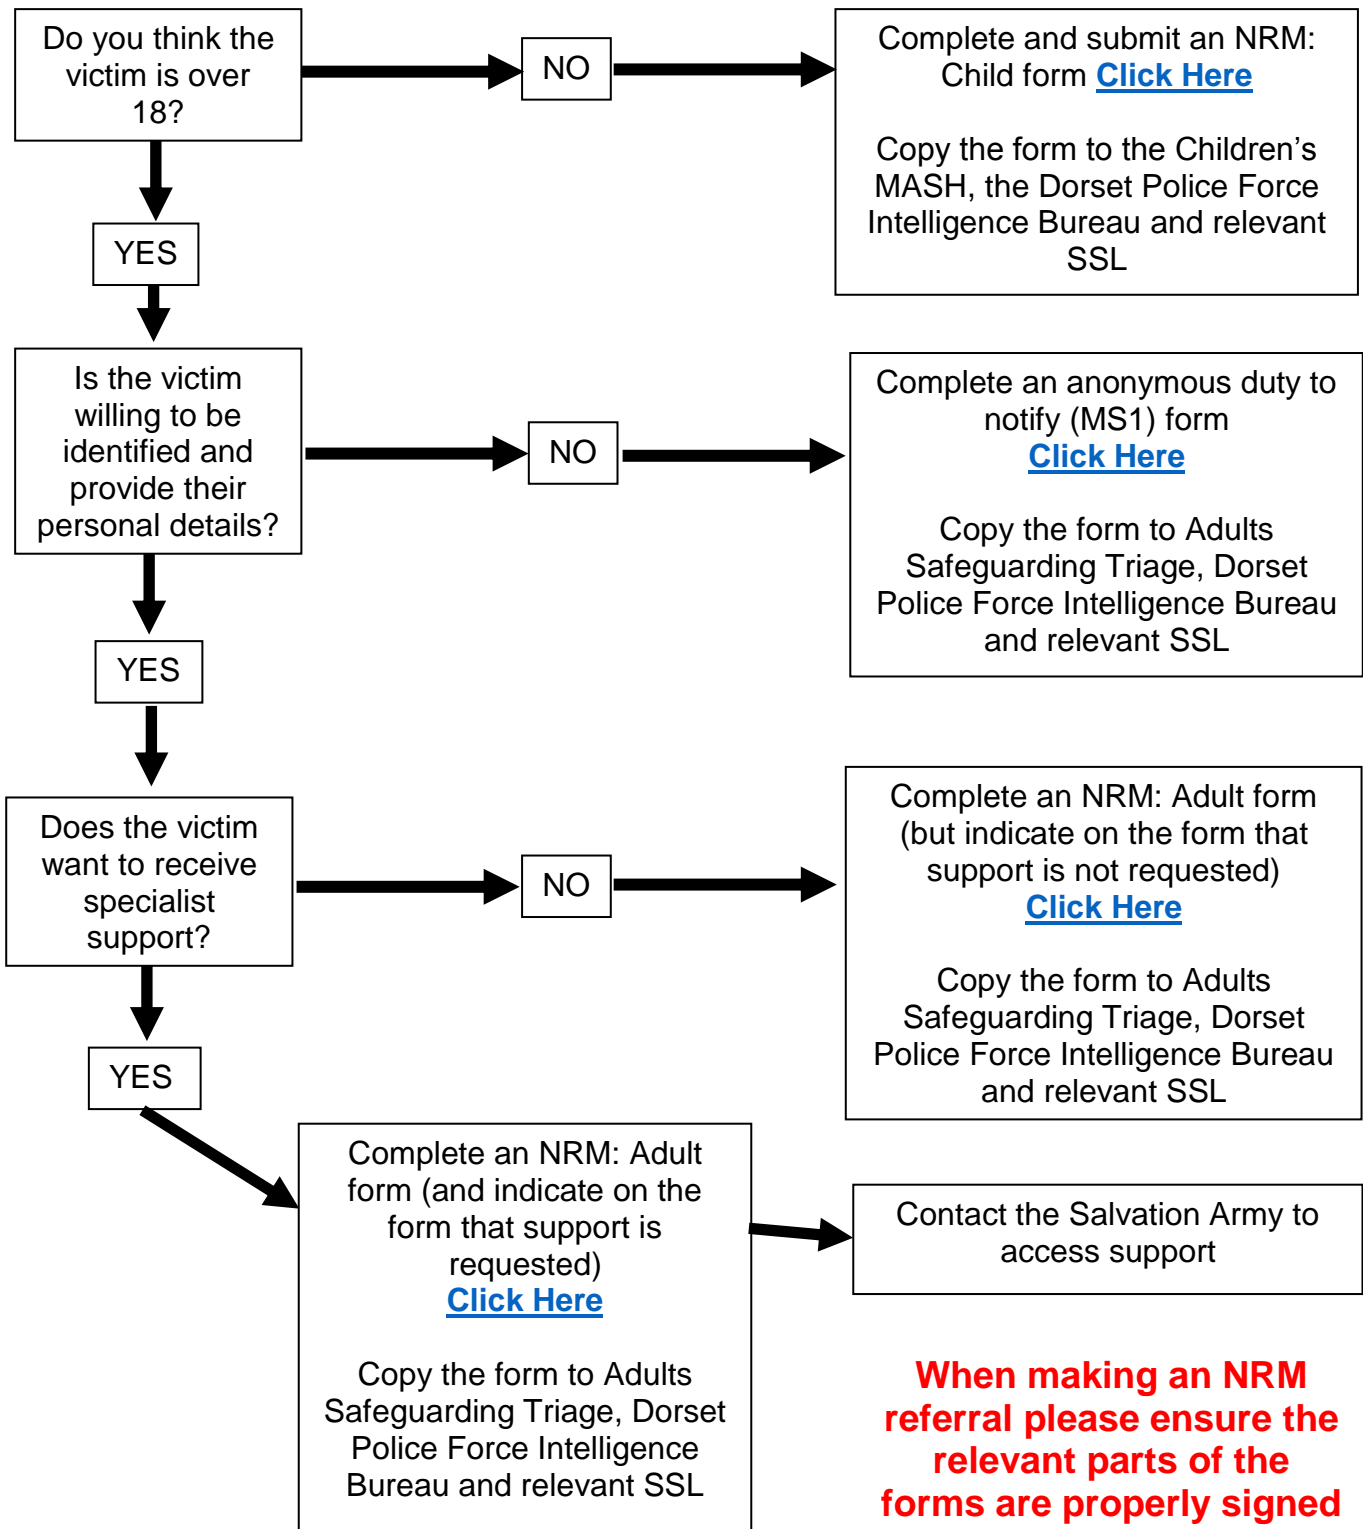 Do you think the
victim is over
18?
NO
Complete and submit an NRM:
Child form Click Here
Copy the form to the Children's
MASH, the Dorset Police Force
Intelligence Bureau and relevant
SSL
YES
Is the victim
willing to be
identified and
provide their
personal details?
NO
Complete an anonymous duty to
notify (MS1) form
Click Here
Copy the form to Adults
Safeguarding Triage, Dorset
Police Force Intelligence Bureau
and relevant SSL
YES
Does the victim
want to receive
specialist
support?
NO
Complete an NRM: Adult form
(but indicate on the form that
support is not requested)
Click Here
Copy the form to Adults
Safeguarding Triage, Dorset
Police Force Intelligence Bureau
and relevant SSL
YES
Complete an NRM: Adult
form (and indicate on the
form that support is
requested)
Click Here
Copy the form to Adults
Safeguarding Triage, Dorset
Police Force Intelligence
Bureau and relevant SSL
Contact the Salvation Army to
access support
When making an NRM
referral please ensure the
relevant parts of the
forms are properly signed